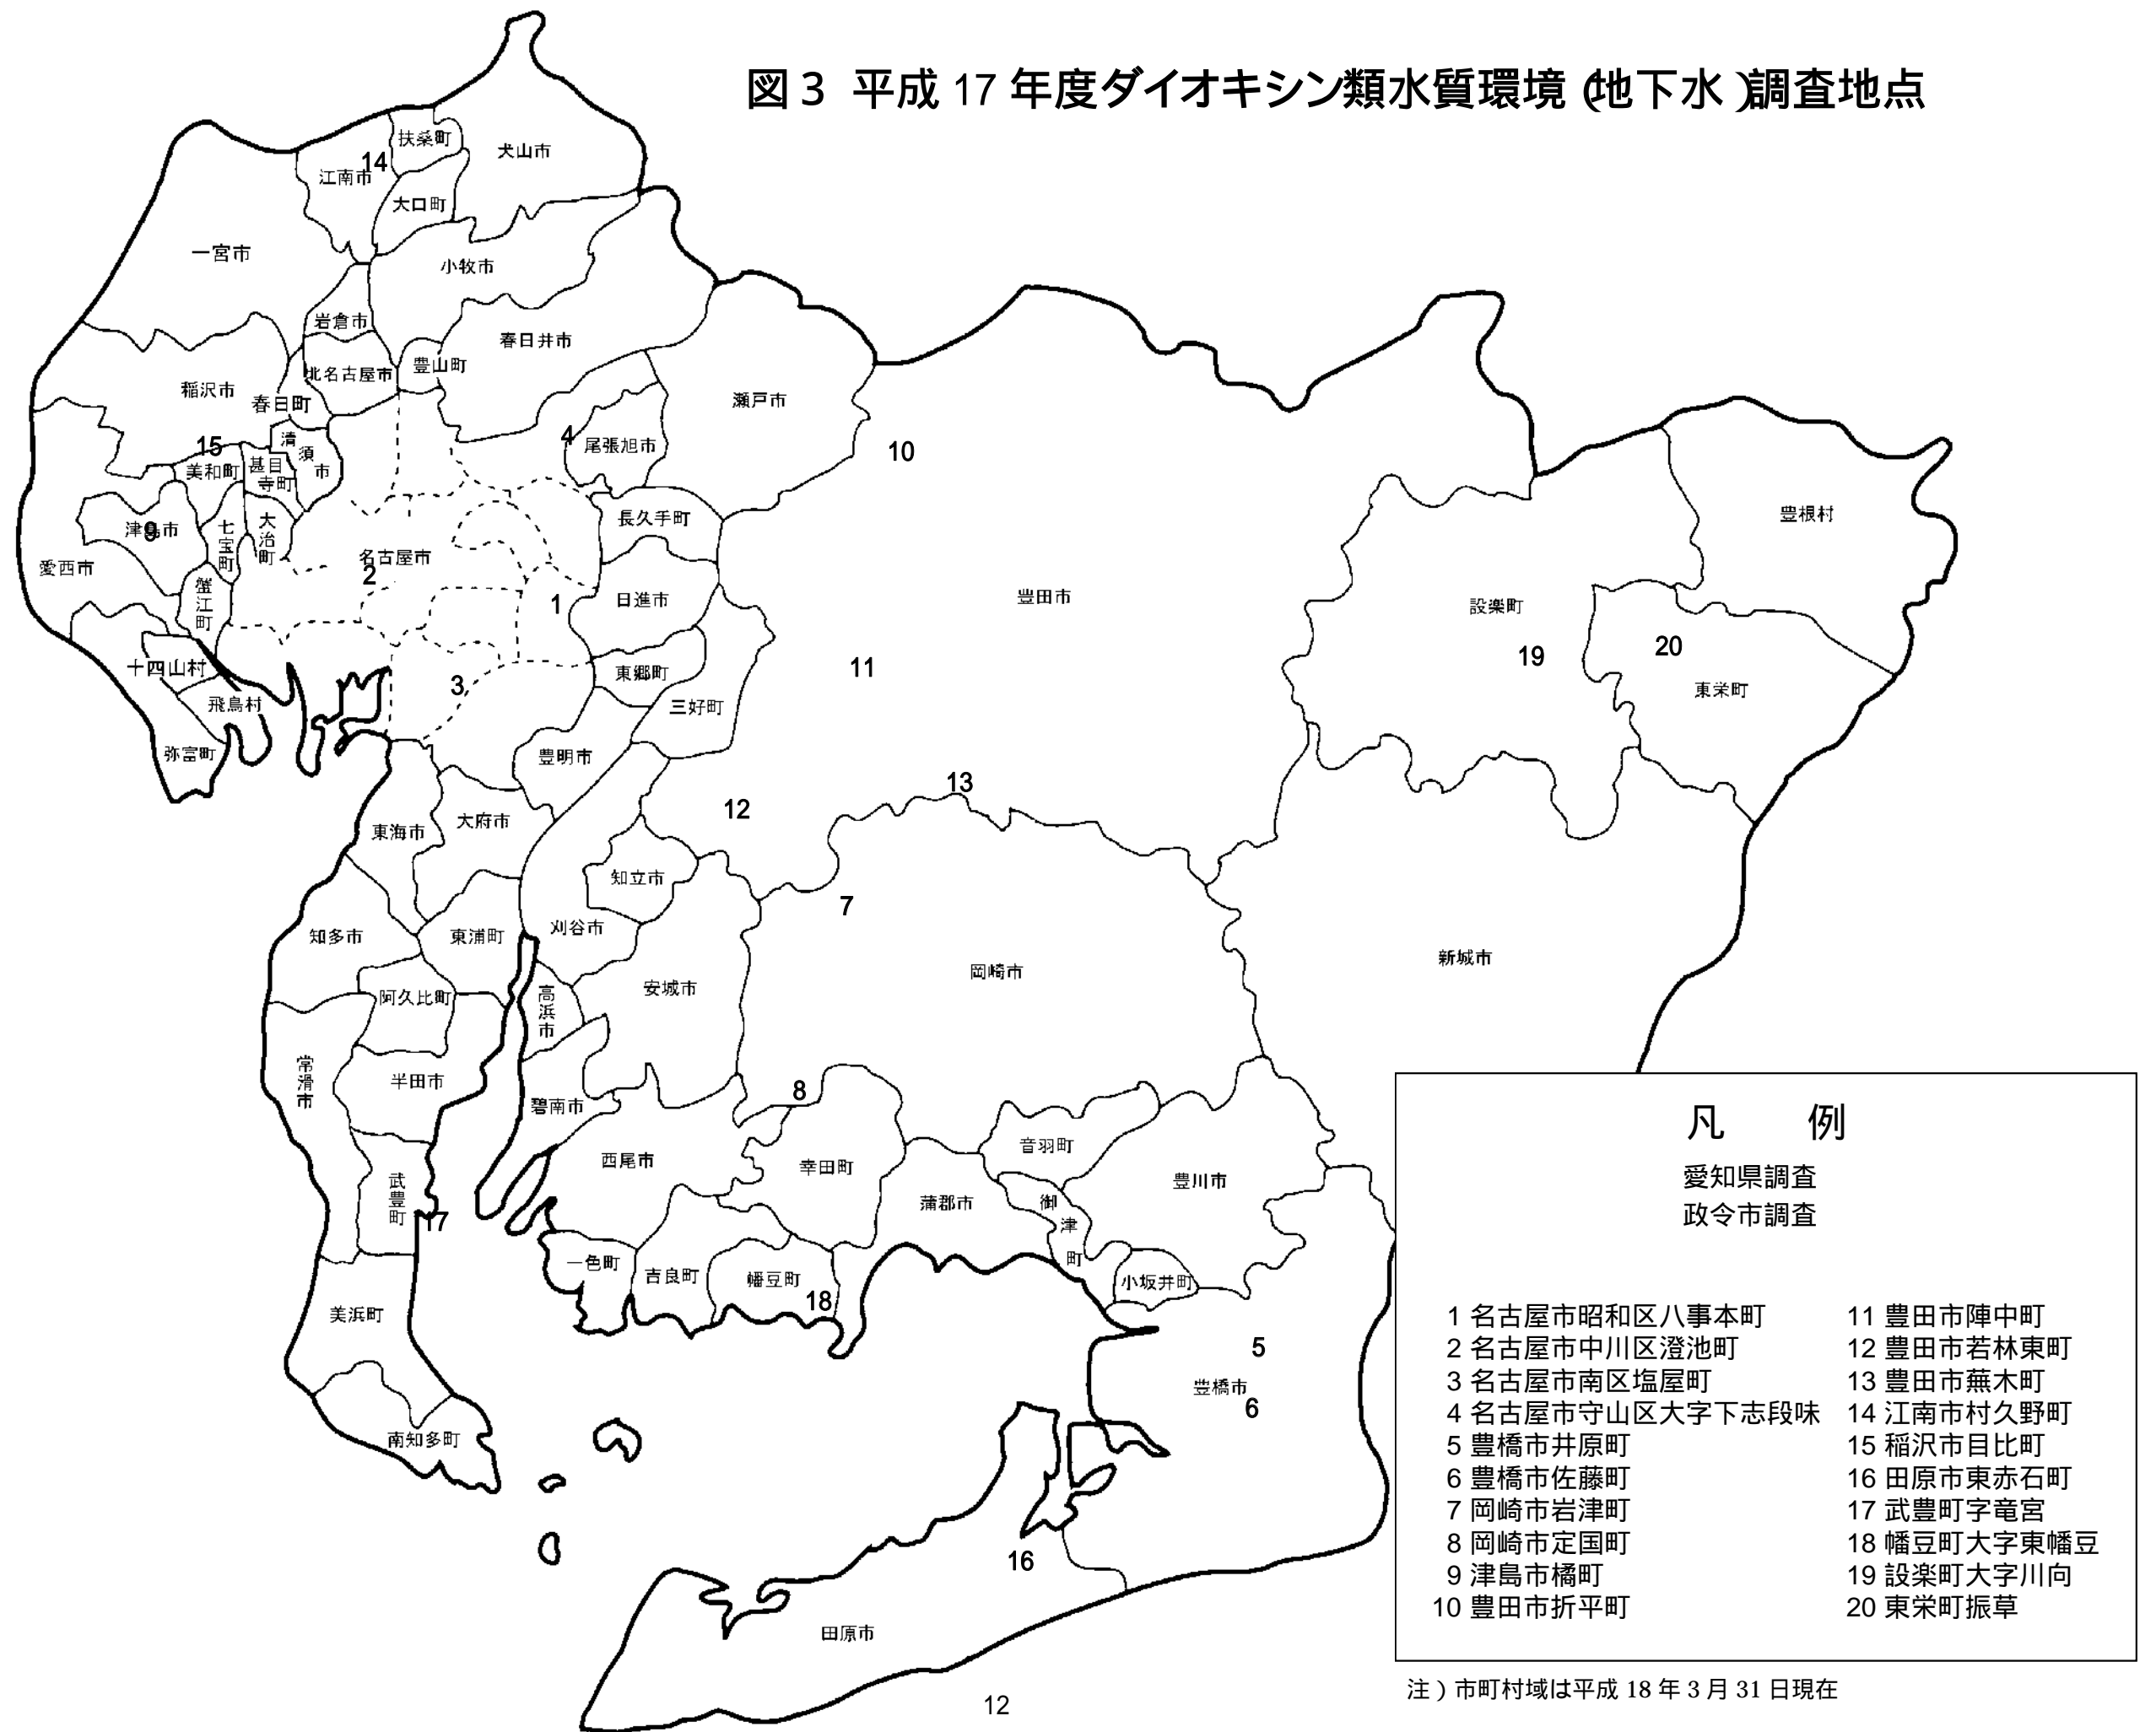 図3 平成17年度ダイオキシン類水質環境(地下水)調査地点
扶桑町
犬山市
14
江南市
大口町
一宮市
小牧市
岩倉市
春日井市
豊山町
北名古屋市
稲沢市
春日町
瀬戸市
清須市
4
尾張旭市
15
10
美和町
甚目寺町
豊根村
長久手町
津島市
9
七宝町
大治町
名古屋市
2
愛西市
蟹江町
1
日進市
豊田市
設楽町
19
20
十四山村
11
東郷町
3
東栄町
飛島村
三好町
弥富町
豊明市
13
12
東海市
大府市
知立市
7
刈谷市
知多市
東浦町
新城市
岡崎市
安城市
阿久比町
高浜市
常滑市
半田市
8
碧南市
音羽町
西尾市
幸田町
豊川市
武豊町
蒲郡市
御津町
17
一色町
吉良町
幡豆町
小坂井町
18
美浜町
5
豊橋市
6
南知多町
16
田原市
凡 例
愛知県調査
政令市調査
1 名古屋市昭和区八事本町
2 名古屋市中川区澄池町
3 名古屋市南区塩屋町
4 名古屋市守山区大字下志段味
5 豊橋市井原町
6 豊橋市佐藤町
7 岡崎市岩津町
8 岡崎市定国町
9 津島市橘町
10 豊田市折平町
11 豊田市陣中町
12 豊田市若林東町
13 豊田市蕪木町
14 江南市村久野町
15 稲沢市目比町
16 田原市東赤石町
17 武豊町字竜宮
18 幡豆町大字東幡豆
19 設楽町大字川向
20 東栄町振草
注)市町村域は平成18年3月31日現在
12